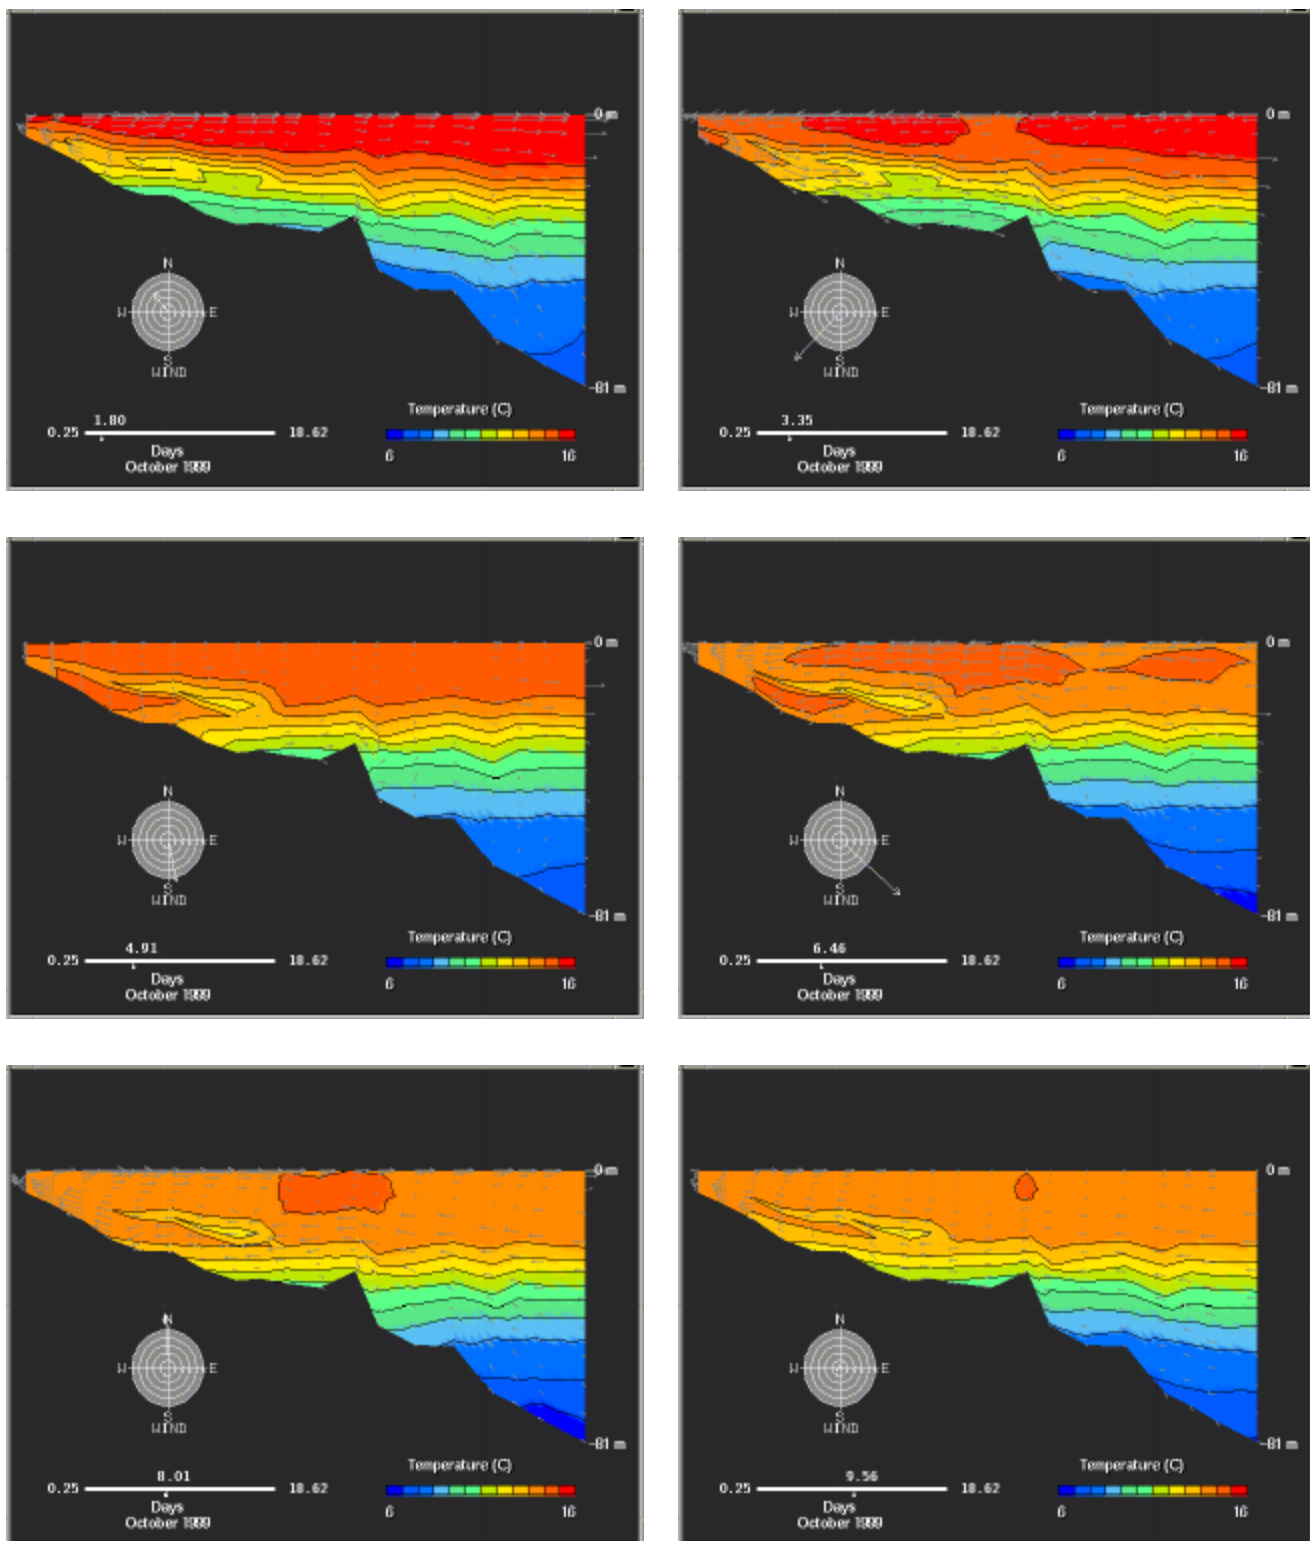 0 m
N
W E
S
WIND
-81 m
1.80
0.25 18.62
Days
October 1999
Temperature (C)
6 16
0 m
N
W E
S
WIND
-81 m
3.35
0.25 18.62
Days
October 1999
Temperature (C)
6 16
0 m
N
W E
S
WIND
-81 m
4.91
0.25 18.62
Days
October 1999
Temperature (C)
6 16
0 m
N
W E
S
WIND
-81 m
6.46
0.25 18.62
Days
October 1999
Temperature (C)
6 16
0 m
N
W E
S
WIND
-81 m
8.01
0.25 18.62
Days
October 1999
Temperature (C)
6 16
0 m
N
W E
S
WIND
-81 m
9.56
0.25 18.62
Days
October 1999
Temperature (C)
6 16